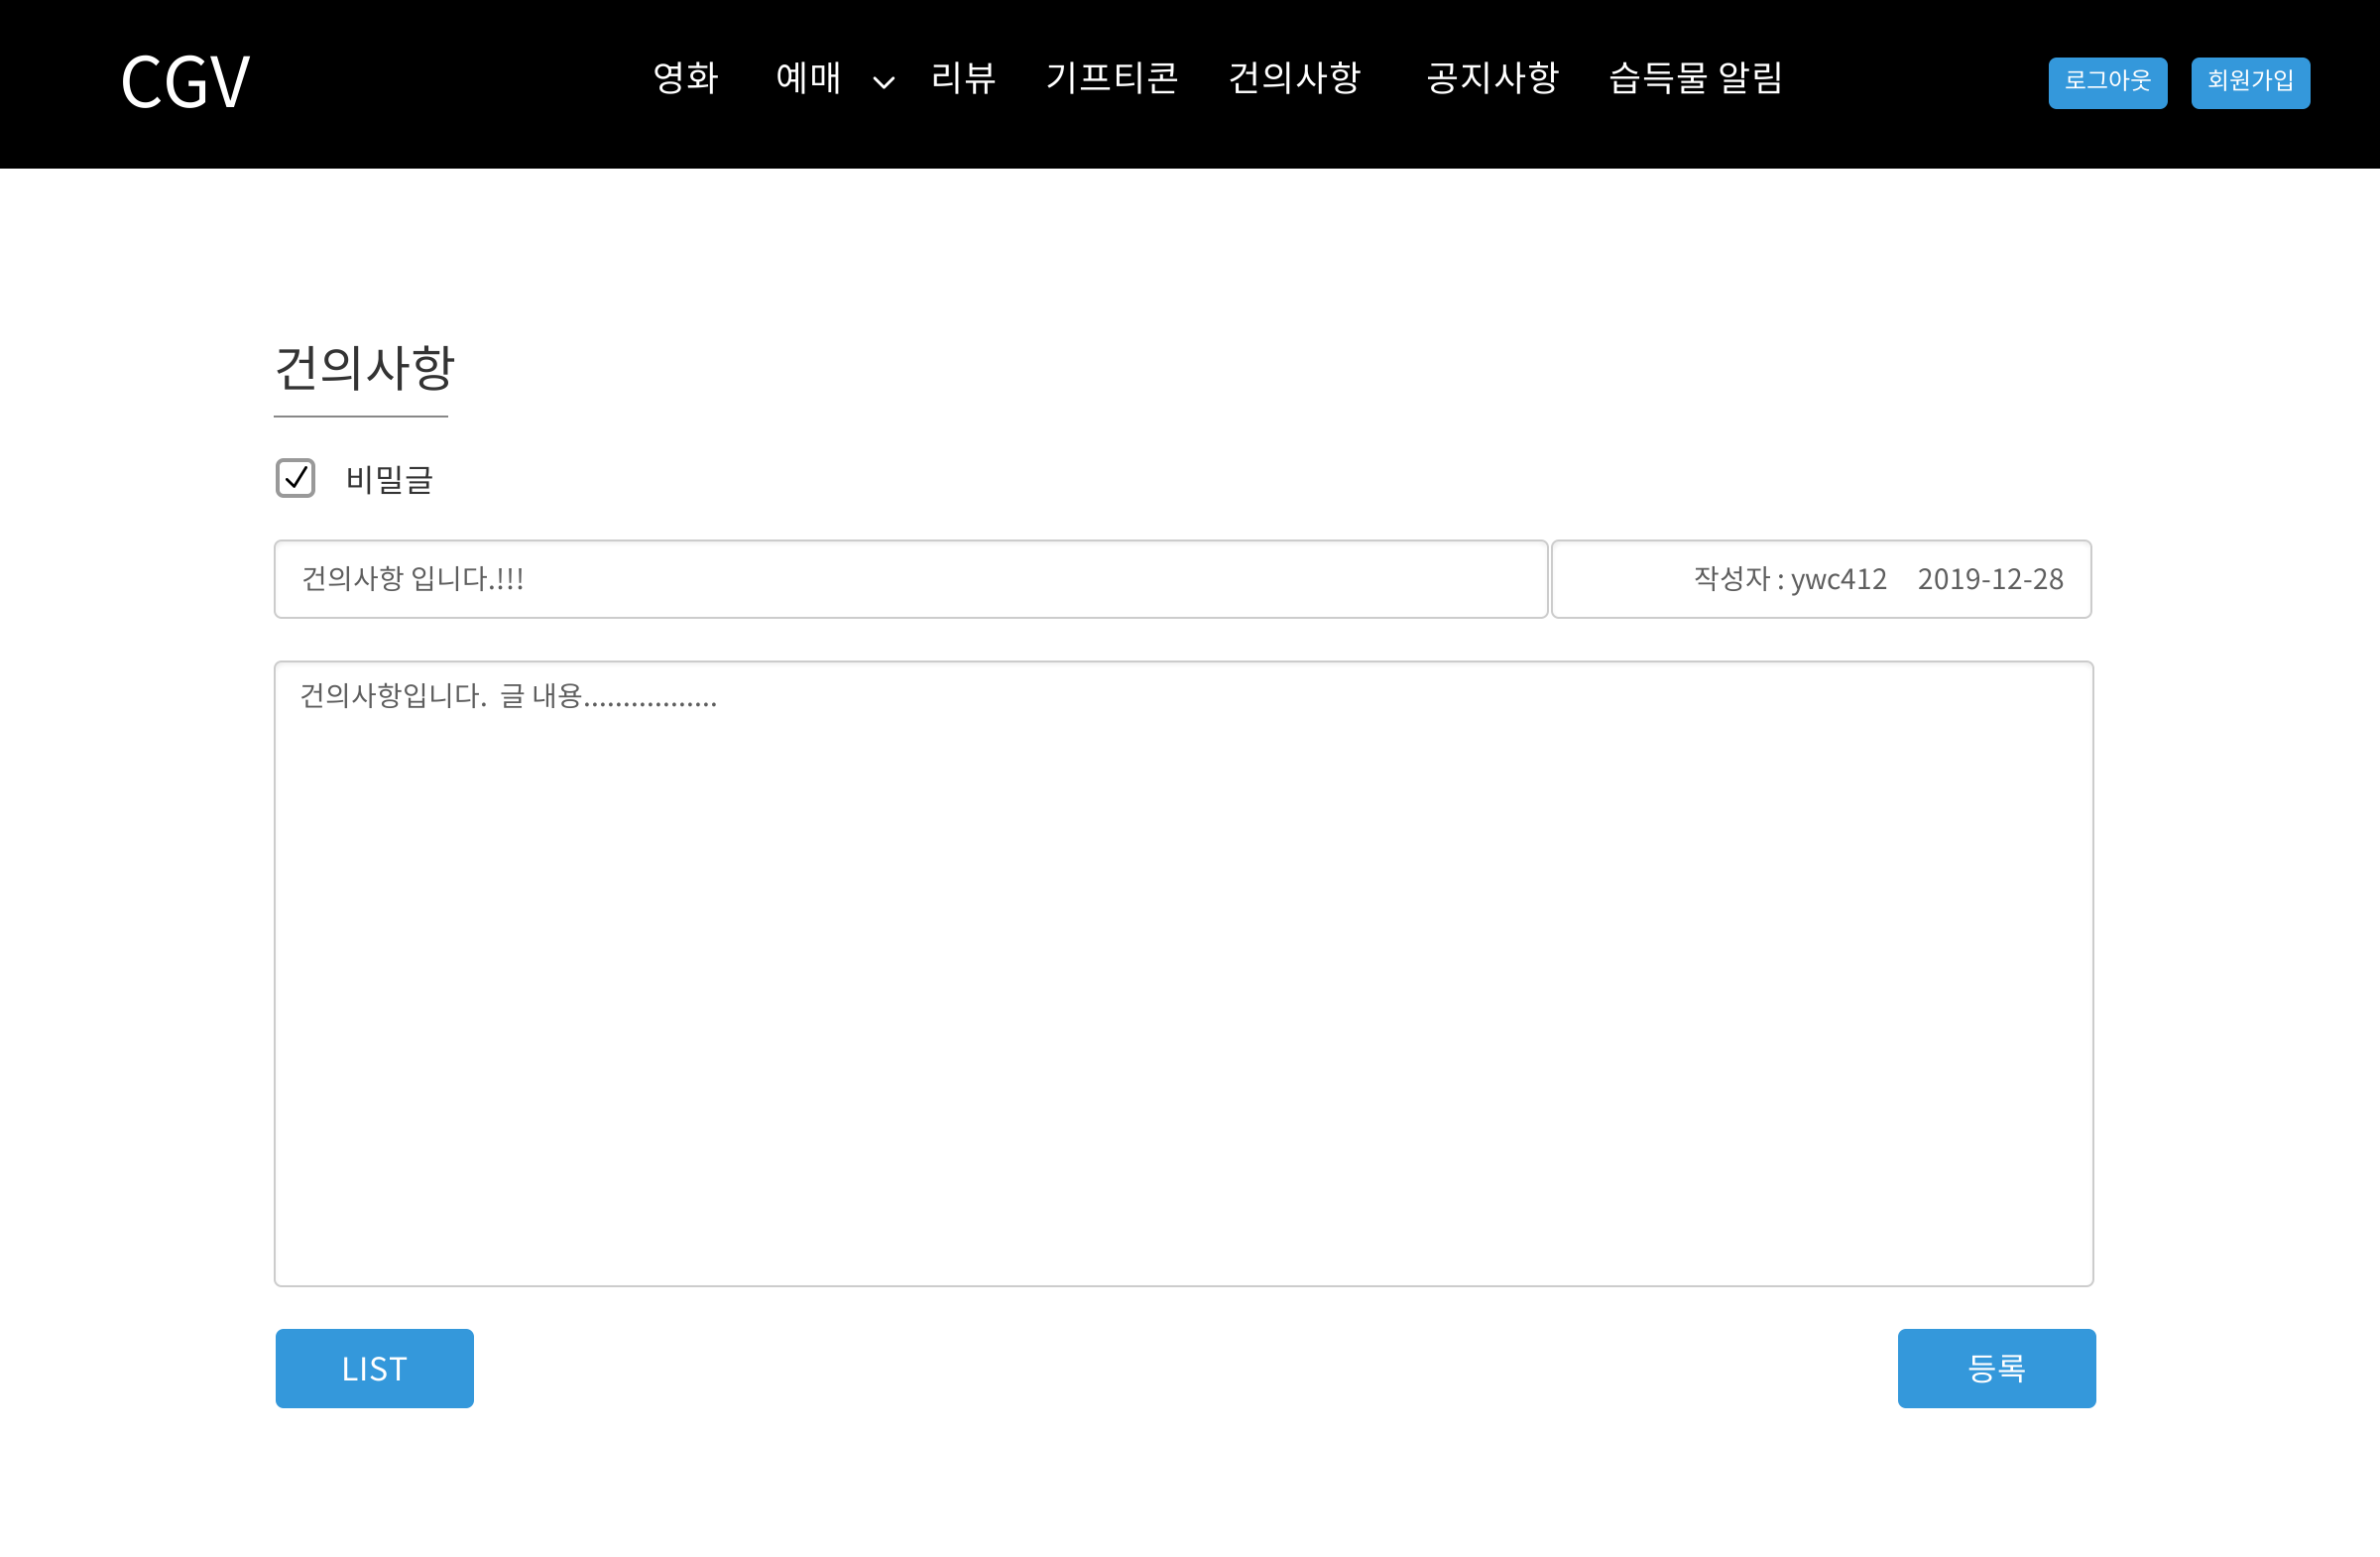 CGV 영화 예매 리뷰 기프티콘 건의사항 공지사항 습득물 알림 로그아웃 회원가입
건의사항
비밀글
건의사항 입니다.!!! 작성자 : ywc412 2019-12-28
건의사항입니다. 글 내용.................
LIST 등록